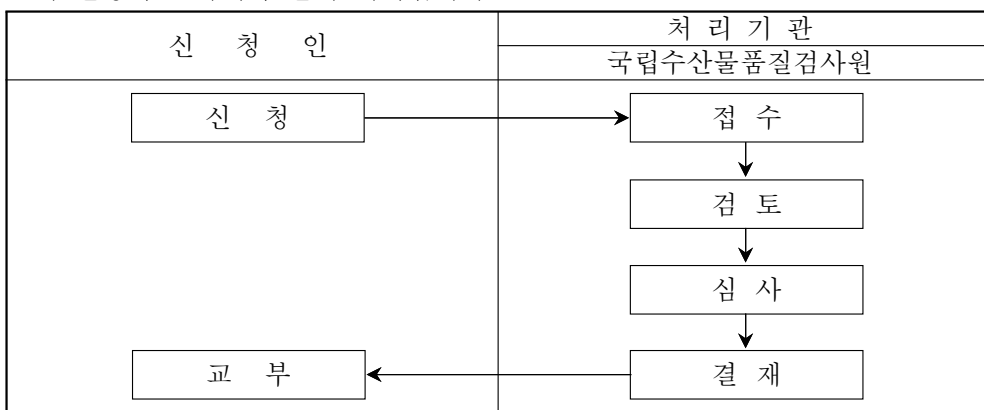 신 청 인
처 리 기 관
국립수산물품질검사원
신 청
접 수
검 토
심 사
교 부
결 재